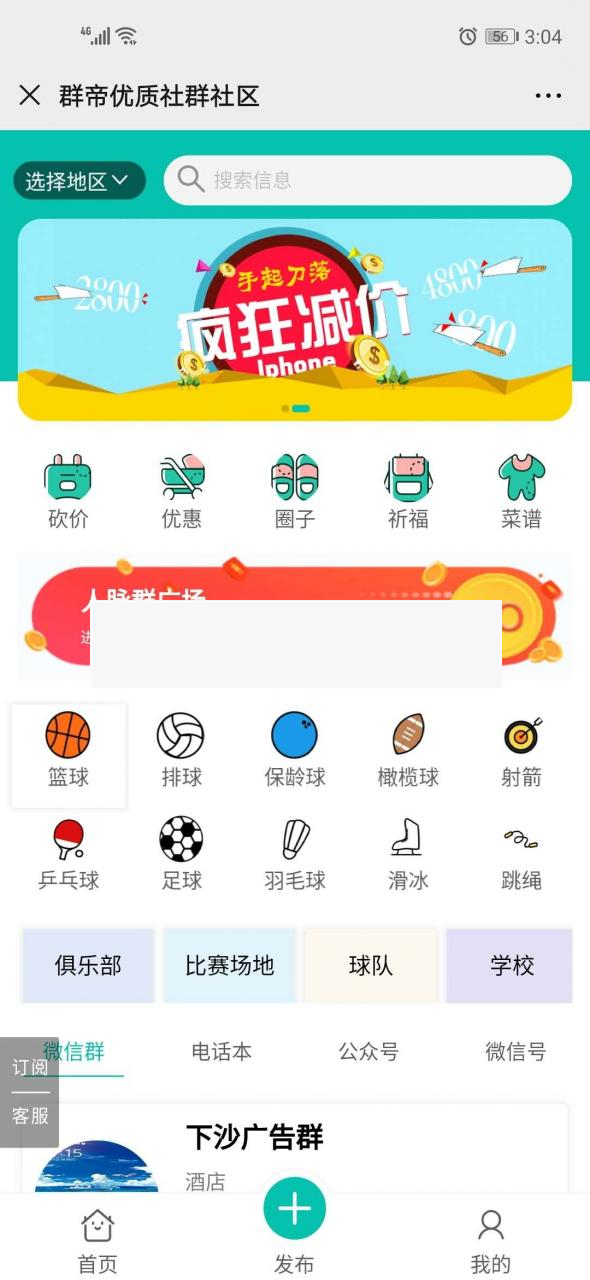 4G 56 3:04
群帝优质社群社区
选择地区 搜索信息
手起刀落
2800 4800
疯狂减价
800
Iphone
砍价 优惠 圈子 祈福 菜谱
人脉群广场
进
篮球 排球 保龄球 橄榄球 射箭
乒乓球 足球 羽毛球 滑冰 跳绳
俱乐部 比赛场地 球队 学校
微信群 电话本 公众号 微信号
订阅
客服
下沙广告群
酒店
首页 发布 我的